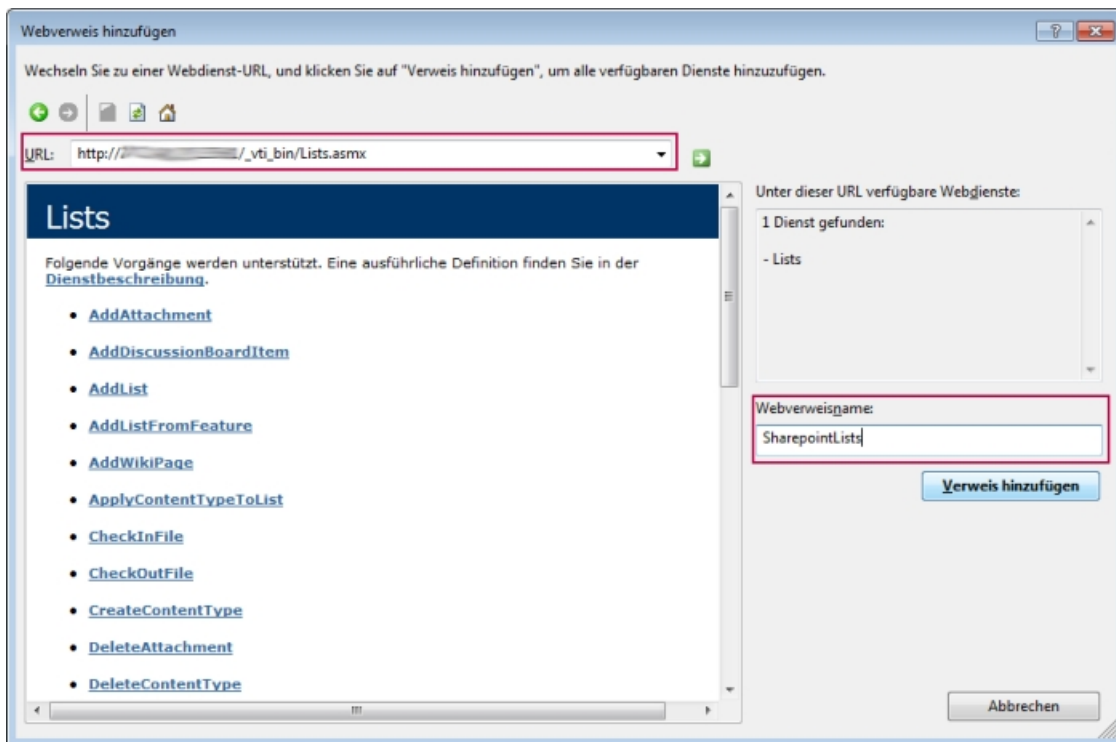 Webverweis hinzufügen
Wechseln Sie zu einer Webdienst-URL, und klicken Sie auf "Verweis hinzufügen", um alle verfügbaren Dienste hinzuzufügen.
URL: http:// /_vti_bin/Lists.asmx
Unter dieser URL verfügbare Webdienste:
1 Dienst gefunden:
- Lists
Lists
Folgende Vorgänge werden unterstützt. Eine ausführliche Definition finden Sie in der
Dienstbeschreibung.
• AddAttachment
• AddDiscussionBoardItem
• AddList
• AddListFromFeature
• AddWikiPage
• ApplyContentTypeToList
• CheckInFile
• CheckOutFile
• CreateContentType
• DeleteAttachment
• DeleteContentType
Webverweisname:
SharepointLists
Verweis hinzufügen
Abbrechen